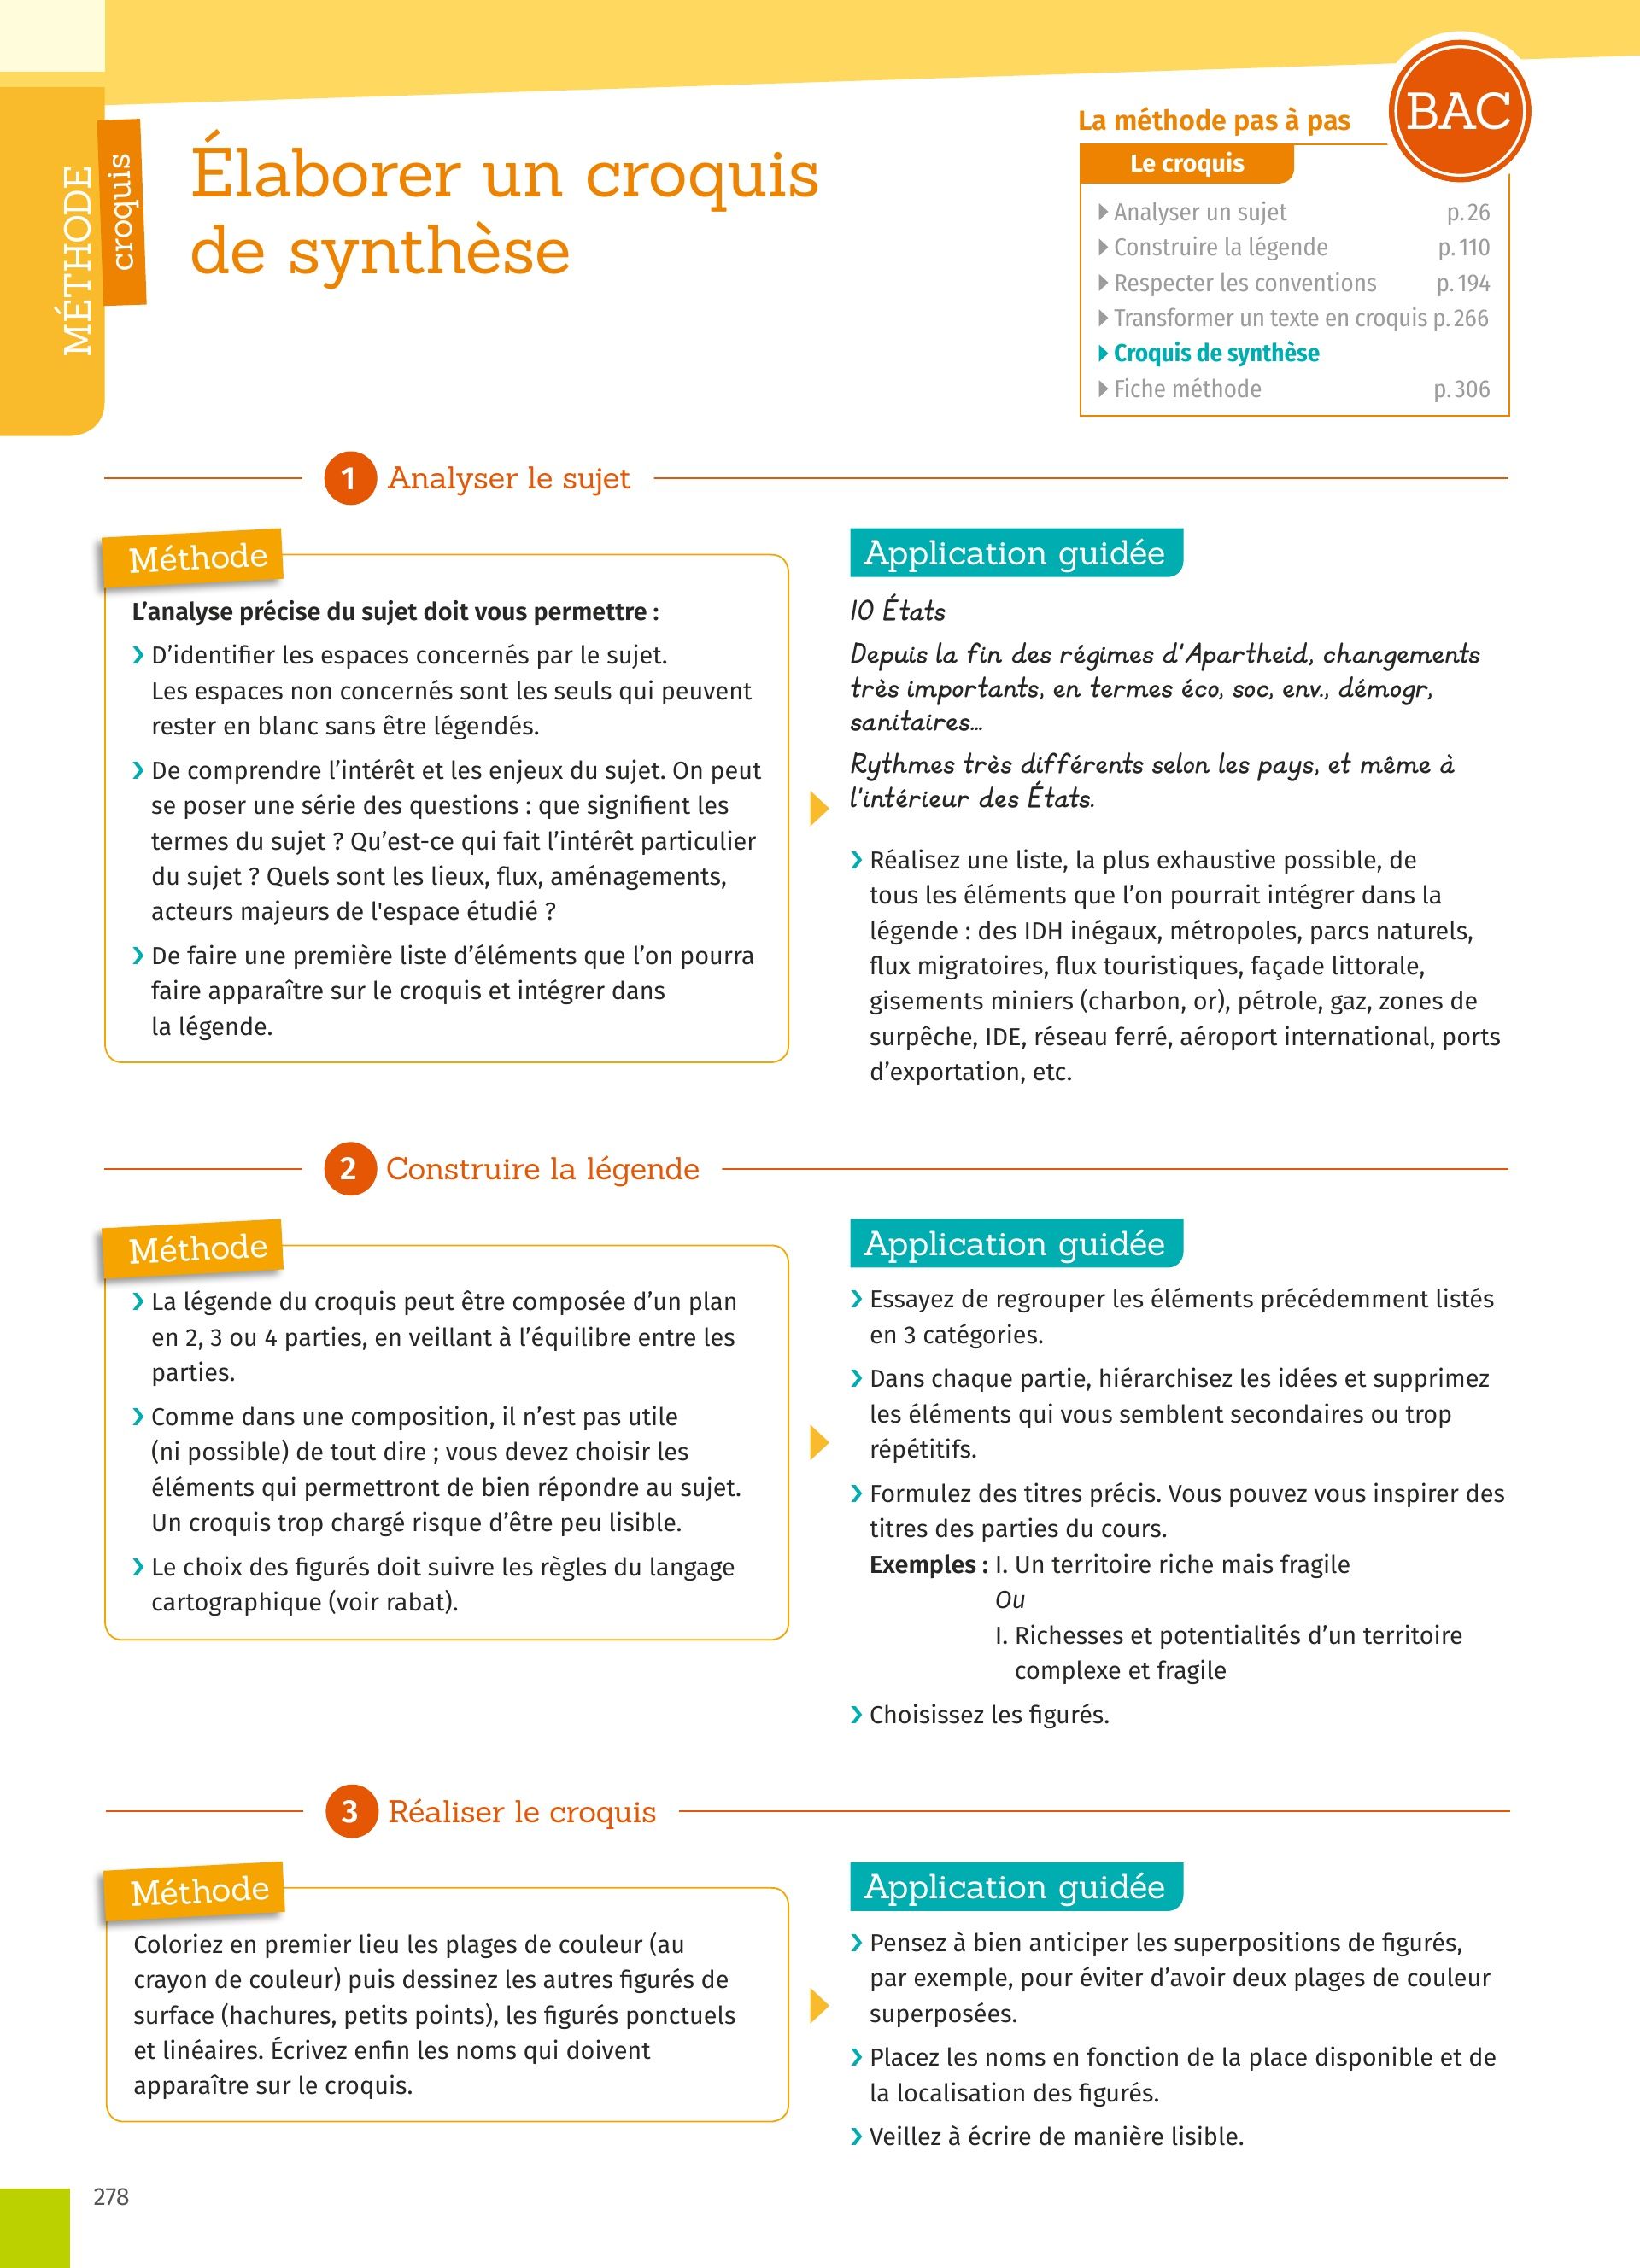 MÉTHODE
croquis
Élaborer un croquis
de synthèse
La méthode pas à pas
BAC
Le croquis
Analyser un sujet p. 26
Construire la légende p. 110
Respecter les conventions p. 194
Transformer un texte en croquis p. 266
Croquis de synthèse
Fiche méthode p. 306
1 Analyser le sujet
Méthode
L’analyse précise du sujet doit vous permettre :
› D’identifier les espaces concernés par le sujet.
Les espaces non concernés sont les seuls qui peuvent
rester en blanc sans être légendés.
› De comprendre l’intérêt et les enjeux du sujet. On peut
se poser une série des questions : que signifient les
termes du sujet ? Qu’est-ce qui fait l’intérêt particulier
du sujet ? Quels sont les lieux, flux, aménagements,
acteurs majeurs de l'espace étudié ?
› De faire une première liste d’éléments que l’on pourra
faire apparaître sur le croquis et intégrer dans
la légende.
Application guidée
10 États
Depuis la fin des régimes d'Apartheid, changements
très importants, en termes éco, soc, env., démogr,
sanitaires...
Rythmes très différents selon les pays, et même à
l'intérieur des États.
› Réalisez une liste, la plus exhaustive possible, de
tous les éléments que l’on pourrait intégrer dans la
légende : des IDH inégaux, métropoles, parcs naturels,
flux migratoires, flux touristiques, façade littorale,
gisements miniers (charbon, or), pétrole, gaz, zones de
surpêche, IDE, réseau ferré, aéroport international, ports
d’exportation, etc.
2 Construire la légende
Méthode
› La légende du croquis peut être composée d’un plan
en 2, 3 ou 4 parties, en veillant à l’équilibre entre les
parties.
› Comme dans une composition, il n’est pas utile
(ni possible) de tout dire ; vous devez choisir les
éléments qui permettront de bien répondre au sujet.
Un croquis trop chargé risque d’être peu lisible.
› Le choix des figurés doit suivre les règles du langage
cartographique (voir rabat).
Application guidée
› Essayez de regrouper les éléments précédemment listés
en 3 catégories.
› Dans chaque partie, hiérarchisez les idées et supprimez
les éléments qui vous semblent secondaires ou trop
répétitifs.
› Formulez des titres précis. Vous pouvez vous inspirer des
titres des parties du cours.
Exemples : I. Un territoire riche mais fragile
Ou
I. Richesses et potentialités d’un territoire
complexe et fragile
› Choisissez les figurés.
3 Réaliser le croquis
Méthode
Coloriez en premier lieu les plages de couleur (au
crayon de couleur) puis dessinez les autres figurés de
surface (hachures, petits points), les figurés ponctuels
et linéaires. Écrivez enfin les noms qui doivent
apparaître sur le croquis.
Application guidée
› Pensez à bien anticiper les superpositions de figurés,
par exemple, pour éviter d’avoir deux plages de couleur
superposées.
› Placez les noms en fonction de la place disponible et de
la localisation des figurés.
› Veillez à écrire de manière lisible.
278